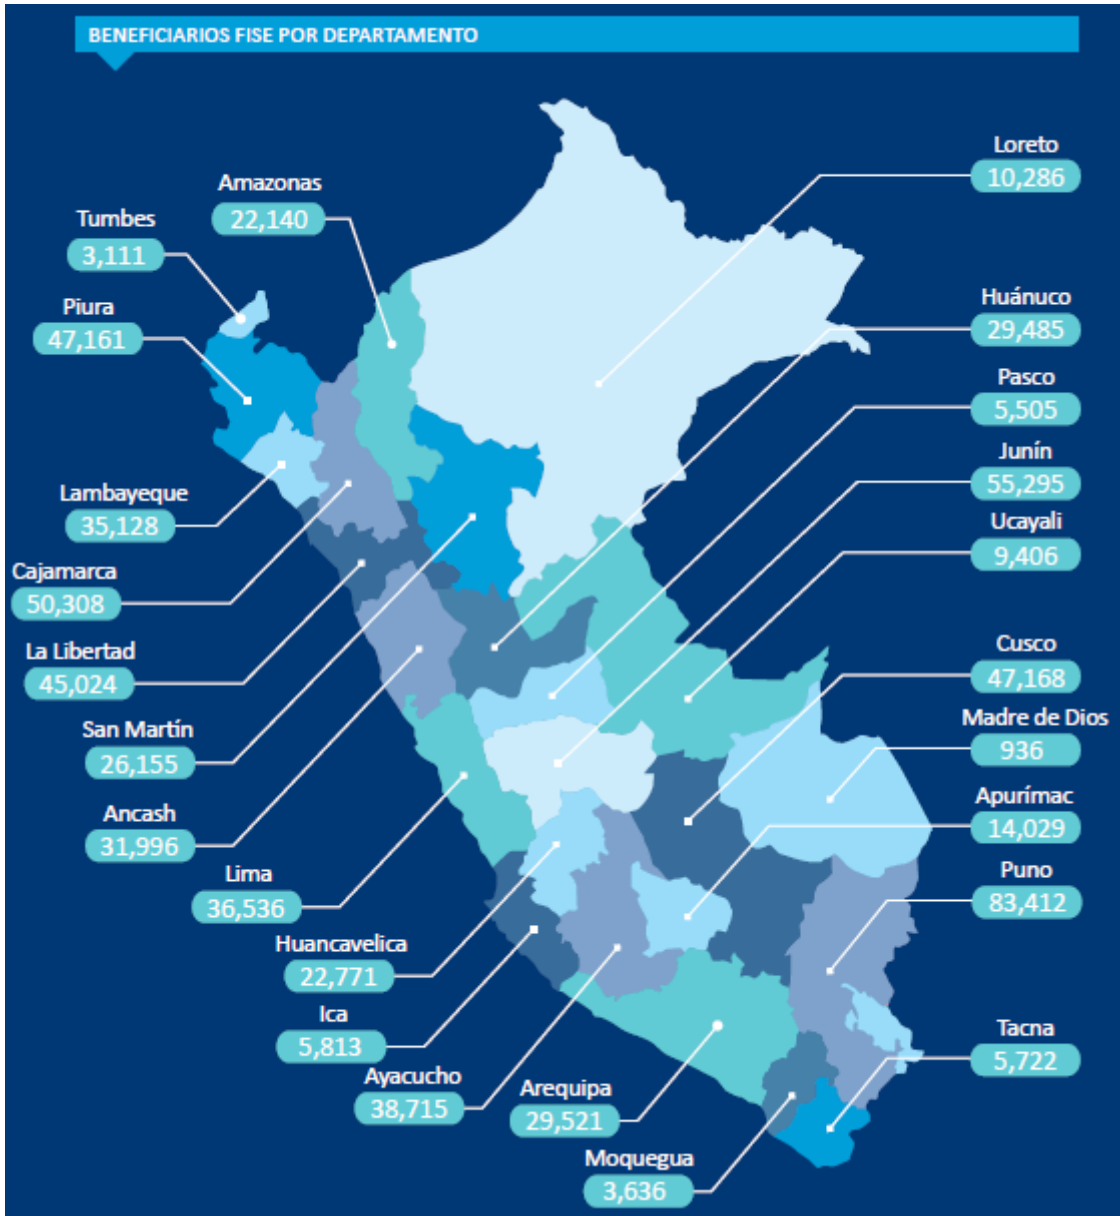 BENEFICIARIOS FISE POR DEPARTAMENTO
Loreto
10,286
Amazonas
22,140
Tumbes
3,111
Piura
47,161
Huánuco
29,485
Pasco
5,505
Junín
55,295
Lambayeque
35,128
Ucayali
9,406
Cajamarca
50,308
La Libertad
45,024
Cusco
47,168
San Martín
26,155
Madre de Dios
936
Ancash
31,996
Apurímac
14,029
Lima
36,536
Puno
83,412
Huancavelica
22,771
Ica
5,813
Tacna
5,722
Ayacucho
38,715
Arequipa
29,521
Moquegua
3,636